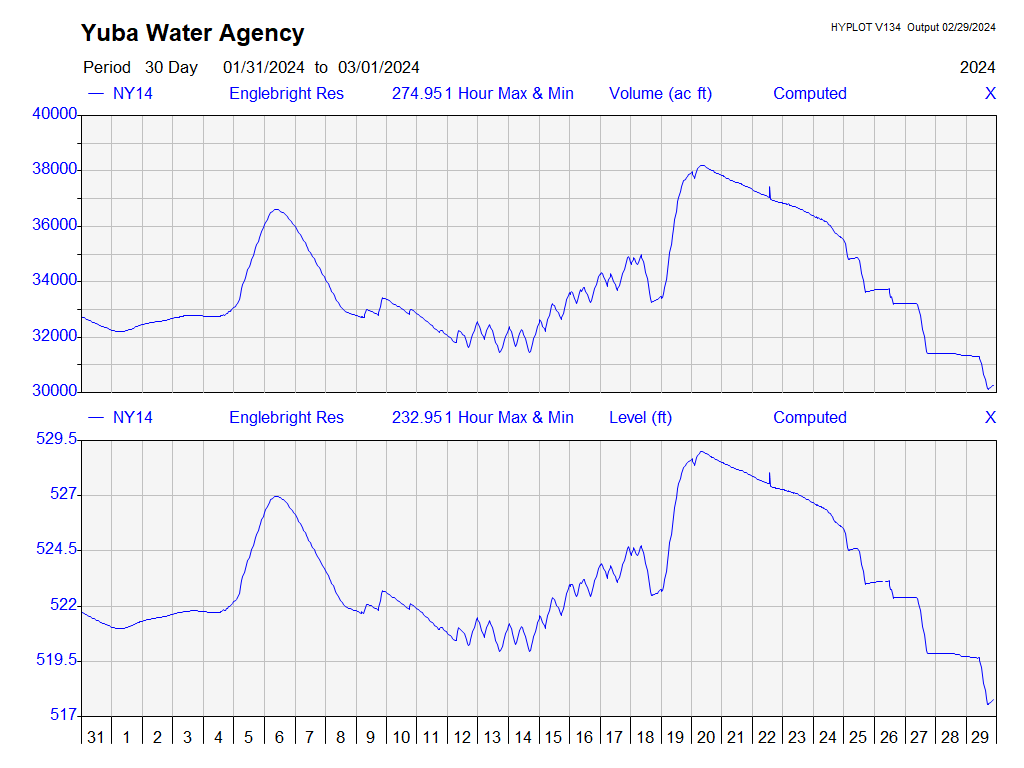 Yuba Water Agency
HYPLOT V134 Output 02/29/2024
Period 30 Day 01/31/2024 to 03/01/2024 2024
NY14 Englebright Res 274.951 Hour Max & Min Volume (ac ft) Computed X
40000
38000
36000
34000
32000
30000
NY14 Englebright Res 232.951 Hour Max & Min Level (ft) Computed X
529.5
527
524.5
522
519.5
517
31 1 2 3 4 5 6 7 8 9 10 11 12 13 14 15 16 17 18 19 20 21 22 23 24 25 26 27 28 29